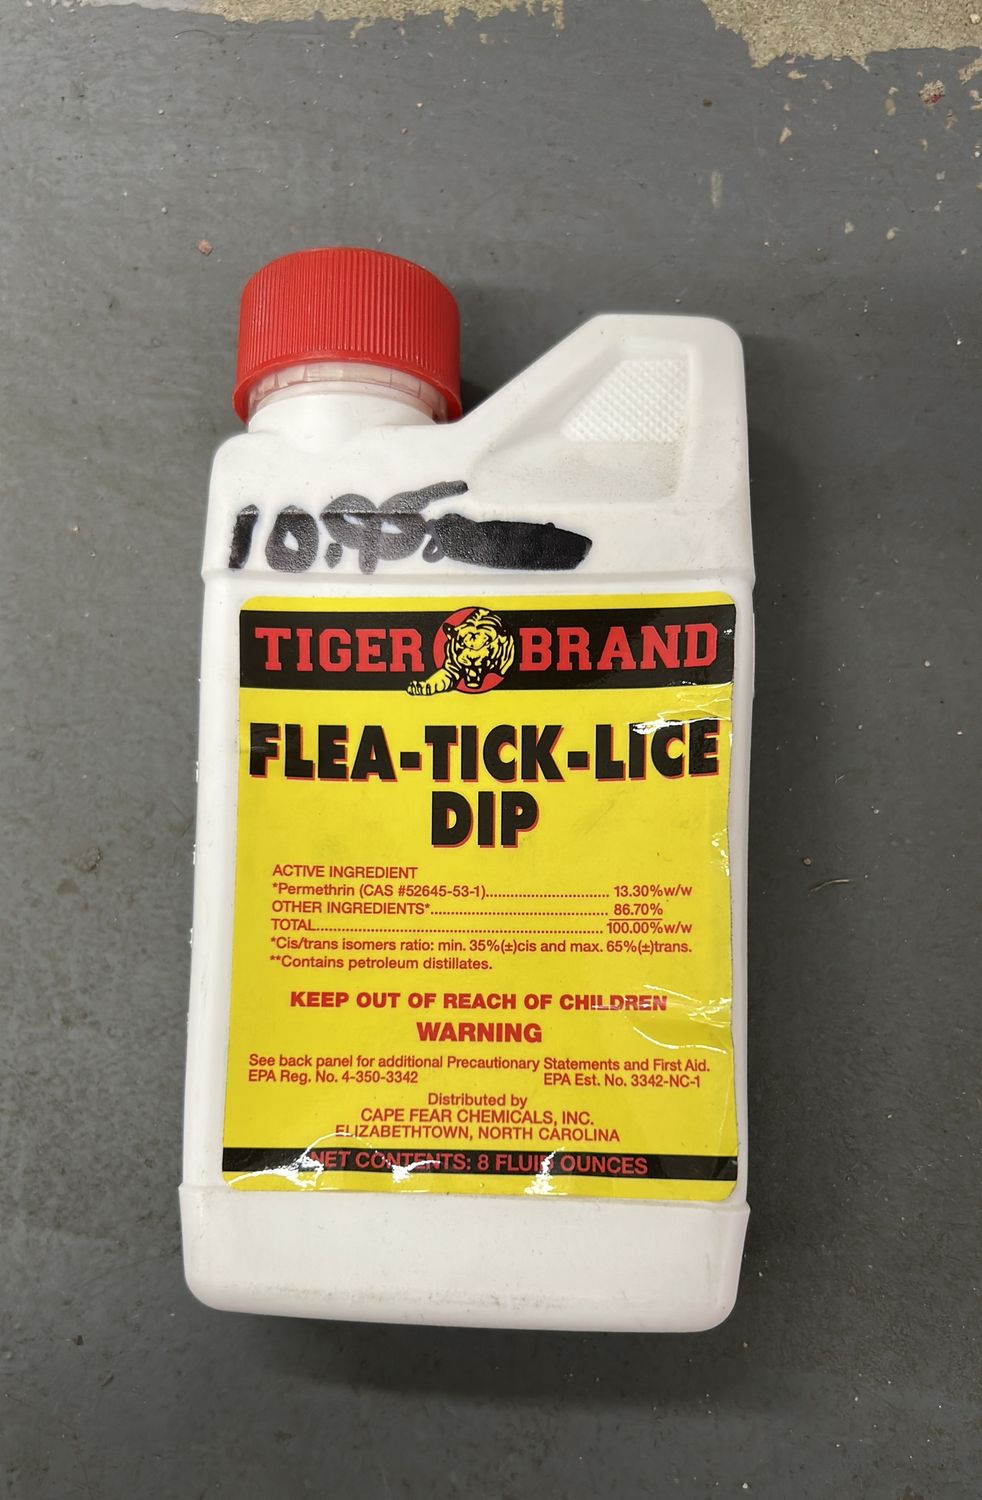 TIGER BRAND
FLEA-TICK-LICE
DIP
ACTIVE INGREDIENT
*Permethrin (CAS #52645-53-1)............................ 13.30%w/w
OTHER INGREDIENTS*........................................ 86.70%
TOTAL.................................................................. 100.00%w/w
*Cis/trans isomers ratio: min. 35%(±)cis and max. 65%(±)trans.
**Contains petroleum distillates.
KEEP OUT OF REACH OF CHILDREN
WARNING
See back panel for additional Precautionary Statements and First Aid.
EPA Reg. No. 4-350-3342 EPA Est. No. 3342-NC-1
Distributed by
CAPE FEAR CHEMICALS, INC.
ELIZABETHTOWN, NORTH CAROLINA
NET CONTENTS: 8 FLUID OUNCES